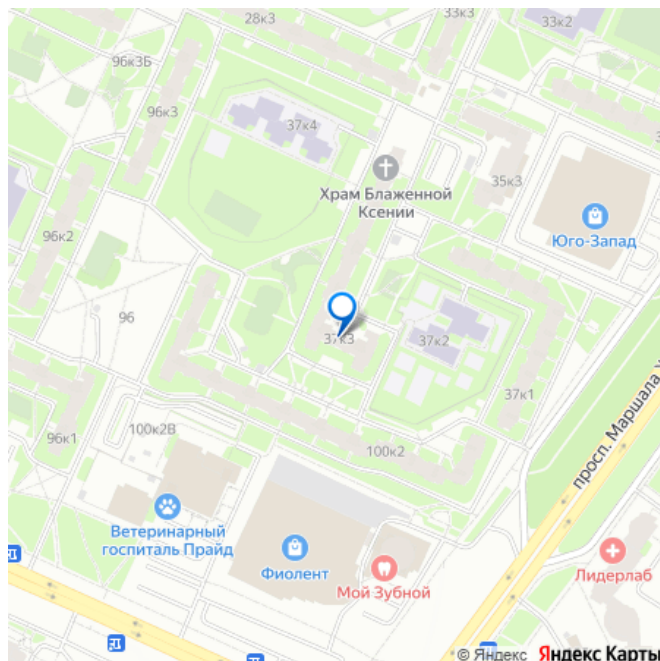 28к3
33к3
33к2
96к3Б
96к3
37к4
35к3
Храм Блаженной
Ксении
Юго-Запад
96к2
96
37к3
37к2
37к1
просп. Маршала
96к1
100к2В
100к2
Ветеринарный
госпиталь Прайд
Фиолент
Мой Зубной
Лидерлаб
© Яндекс Яндекс Карты